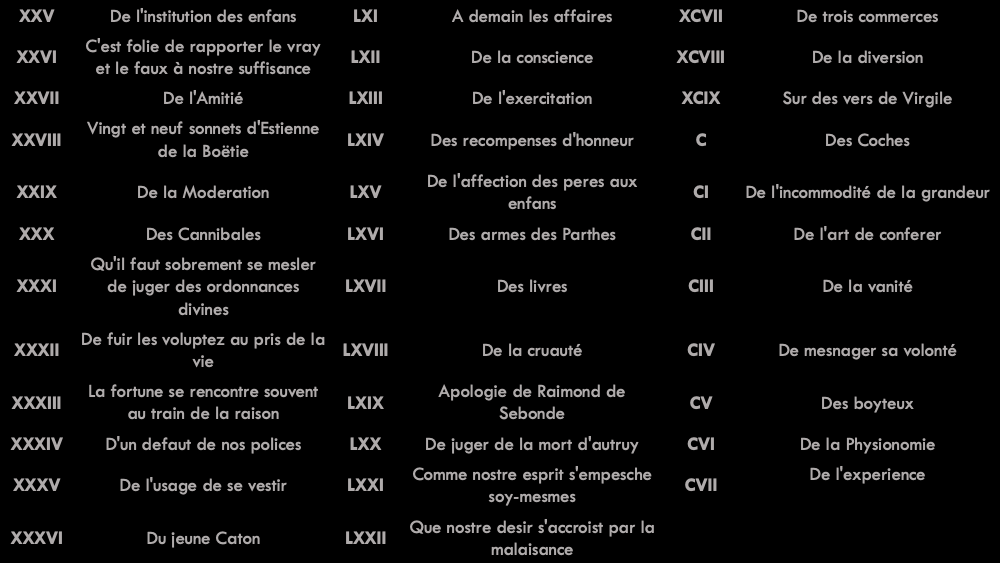 XXV De l'institution des enfans LXI A demain les affaires XCVII De trois commerces
XXVI C'est folie de rapporter le vray
et le faux à nostre suffisance LXII De la conscience XCVIII De la diversion
XXVII De l'Amitié LXIII De l'exercitation XCIX Sur des vers de Virgile
XXVIII Vingt et neuf sonnets d'Estienne
de la Boëtie LXIV Des recompenses d'honneur C Des Coches
XXIX De la Moderation LXV De l'affection des peres aux
enfans CI De l'incommodité de la grandeur
XXX Des Cannibales LXVI Des armes des Parthes CII De l'art de conferer
XXXI Qu'il faut sobrement se mesler
de juger des ordonnances
divines LXVII Des livres CIII De la vanité
XXXII De fuir les voluptez au pris de la
vie LXVIII De la cruauté CIV De mesnager sa volonté
XXXIII La fortune se rencontre souvent
au train de la raison LXIX Apologie de Raimond de
Sebonde CV Des boyteux
XXXIV D'un defaut de nos polices LXX De juger de la mort d'autruy CVI De la Physionomie
XXXV De l'usage de se vestir LXXI Comme nostre esprit s'empesche
soy-mesmes CVII De l'experience
XXXVI Du jeune Caton LXXII Que nostre desir s'accroist par la
malaisance